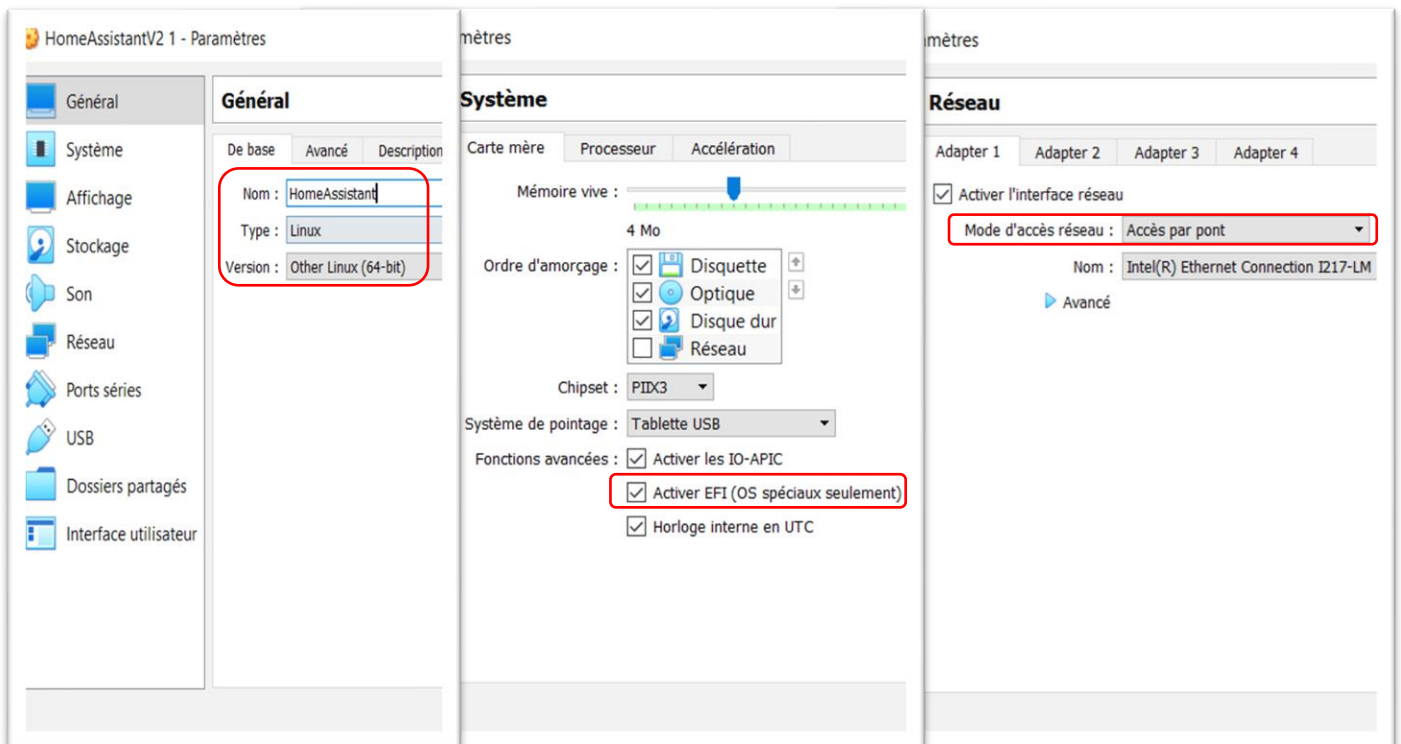 HomeAssistantV2 1 - Paramètres
Général
Système
Affichage
Stockage
Son
Réseau
Ports séries
USB
Dossiers partagés
Interface utilisateur
Général
De base Avancé Description
Nom : HomeAssistant
Type : Linux
Version : Other Linux (64-bit)
mètres
Système
Carte mère Processeur Accélération
Mémoire vive :
4 Mo
Ordre d'amorçage : Disquette
Optique
Disque dur
Réseau
Chipset : PIIX3
Système de pointage : Tablette USB
Fonctions avancées : Activer les IO-APIC
Activer EFI (OS spéciaux seulement)
Horloge interne en UTC
mètres
Réseau
Adapter 1 Adapter 2 Adapter 3 Adapter 4
Activer l'interface réseau
Mode d'accès réseau : Accès par pont
Nom : Intel(R) Ethernet Connection I217-LM
Avancé